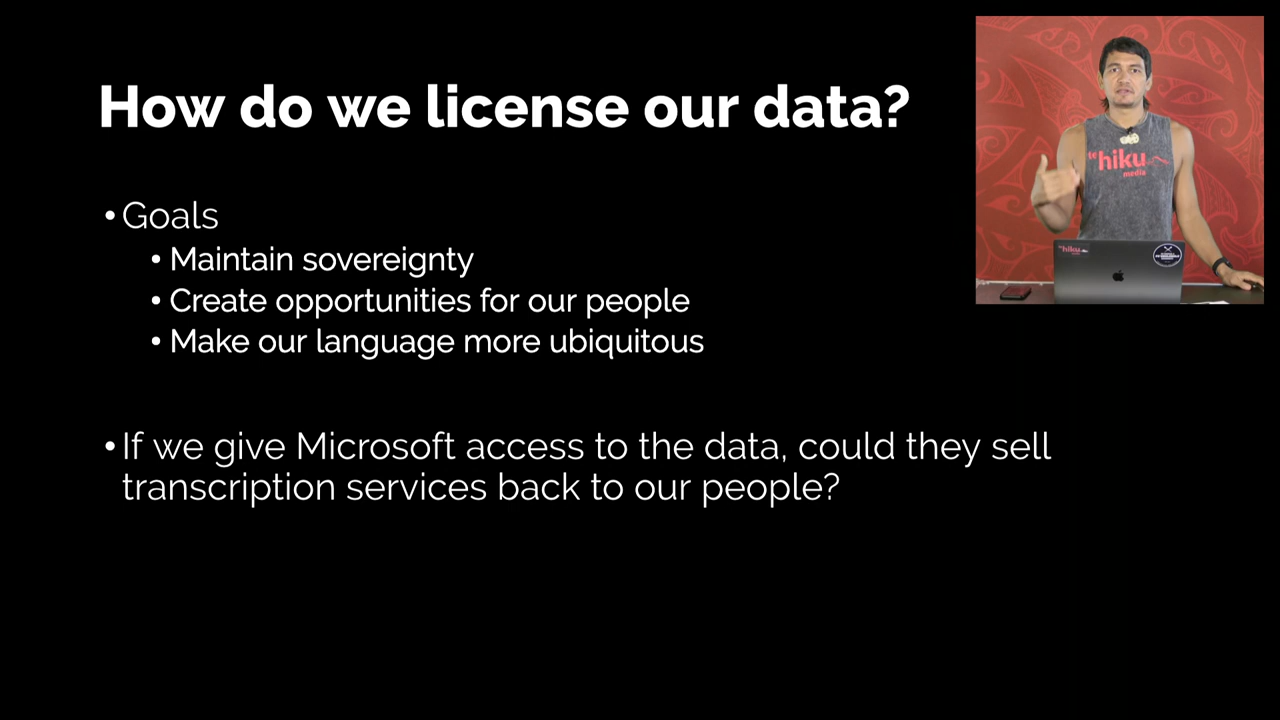 How do we license our data?
• Goals
• Maintain sovereignty
• Create opportunities for our people
• Make our language more ubiquitous
• If we give Microsoft access to the data, could they sell
transcription services back to our people?
hiku
media
hiku